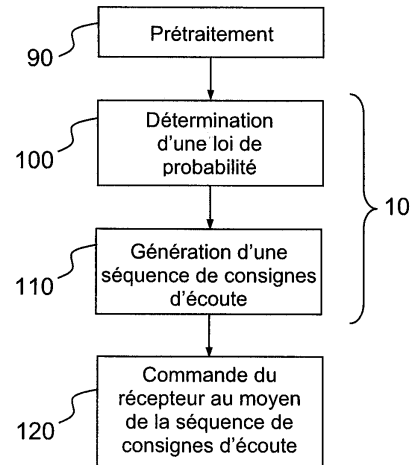 Prétraitement
90
Détermination
d'une loi de
probabilité
100
10
Génération d'une
séquence de consignes
d'écoute
110
Commande du
récepteur au moyen
de la séquence de
consignes d'écoute
120